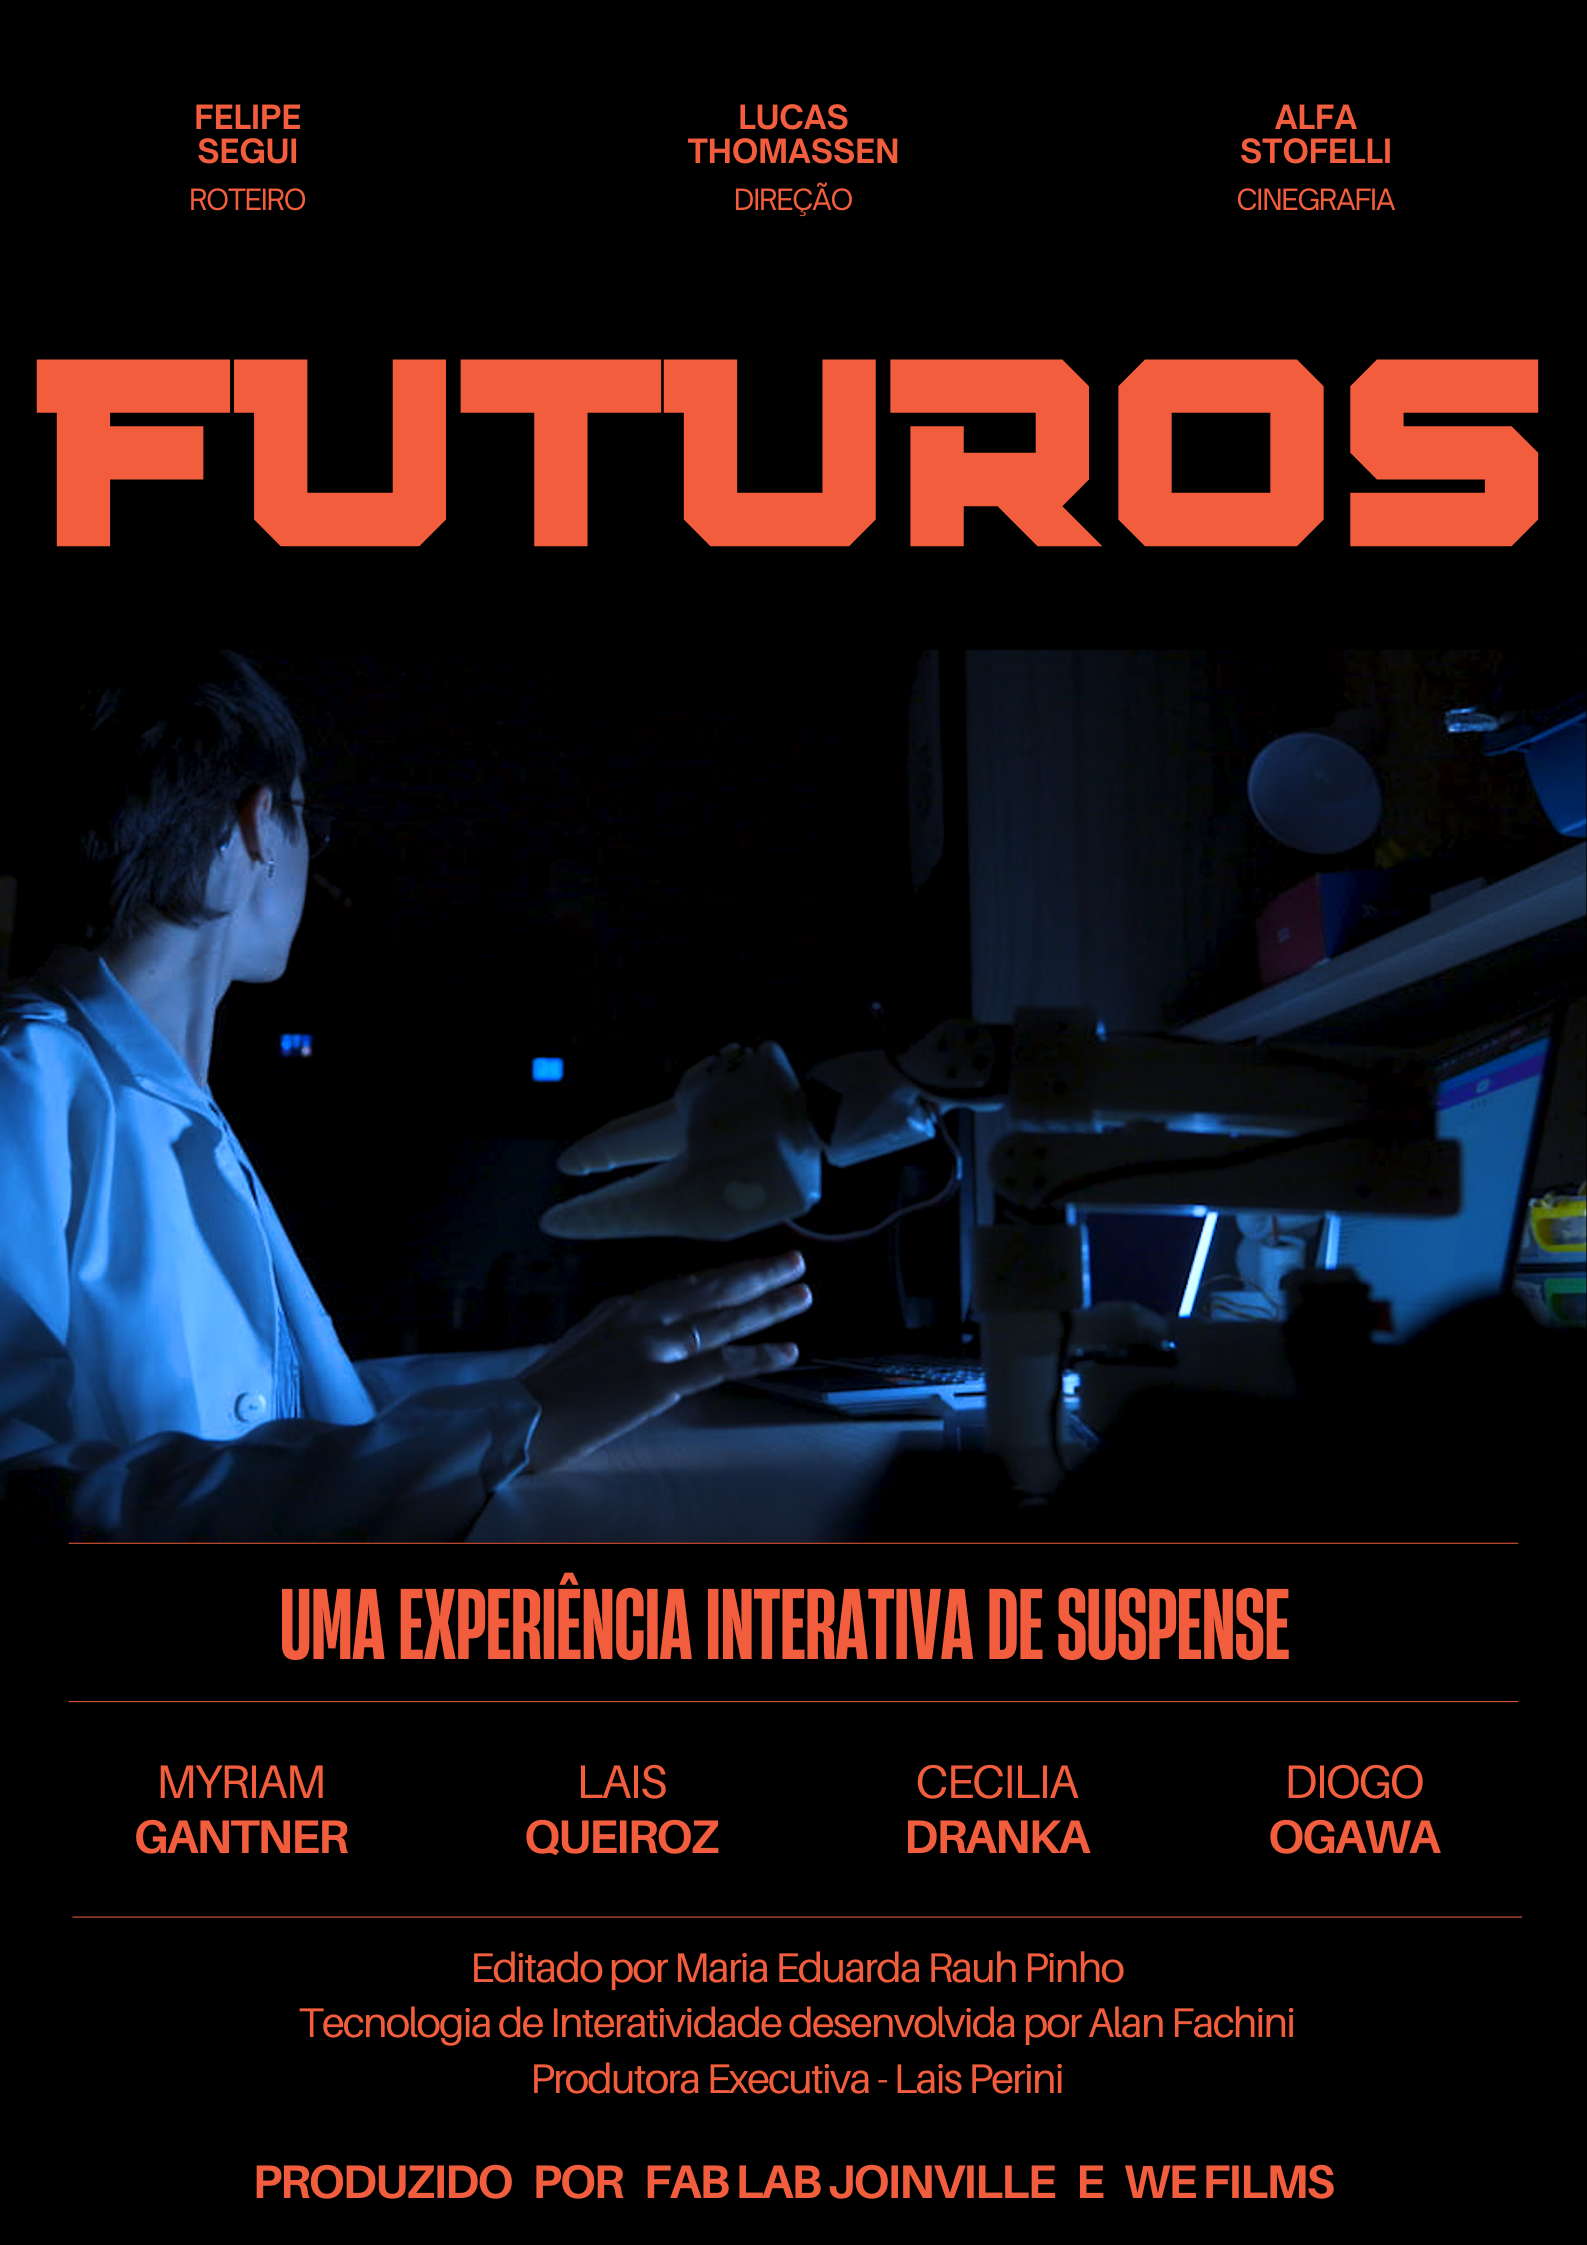 FELIPE
SEGUI
ROTEIRO
LUCAS
THOMASSEN
DIREÇÃO
ALFA
STOFELLI
CINEGRAFIA
FUTUROS
UMA EXPERIÊNCIA INTERATIVA DE SUSPENSE
MYRIAM
GANTNER
LAIS
QUEIROZ
CECILIA
DRANKA
DIOGO
OGAWA
Editado por Maria Eduarda Rauh Pinho
Tecnologia de Interatividade desenvolvida por Alan Fachini
Produtora Executiva - Lais Perini
PRODUZIDO POR FAB LAB JOINVILLE E WE FILMS